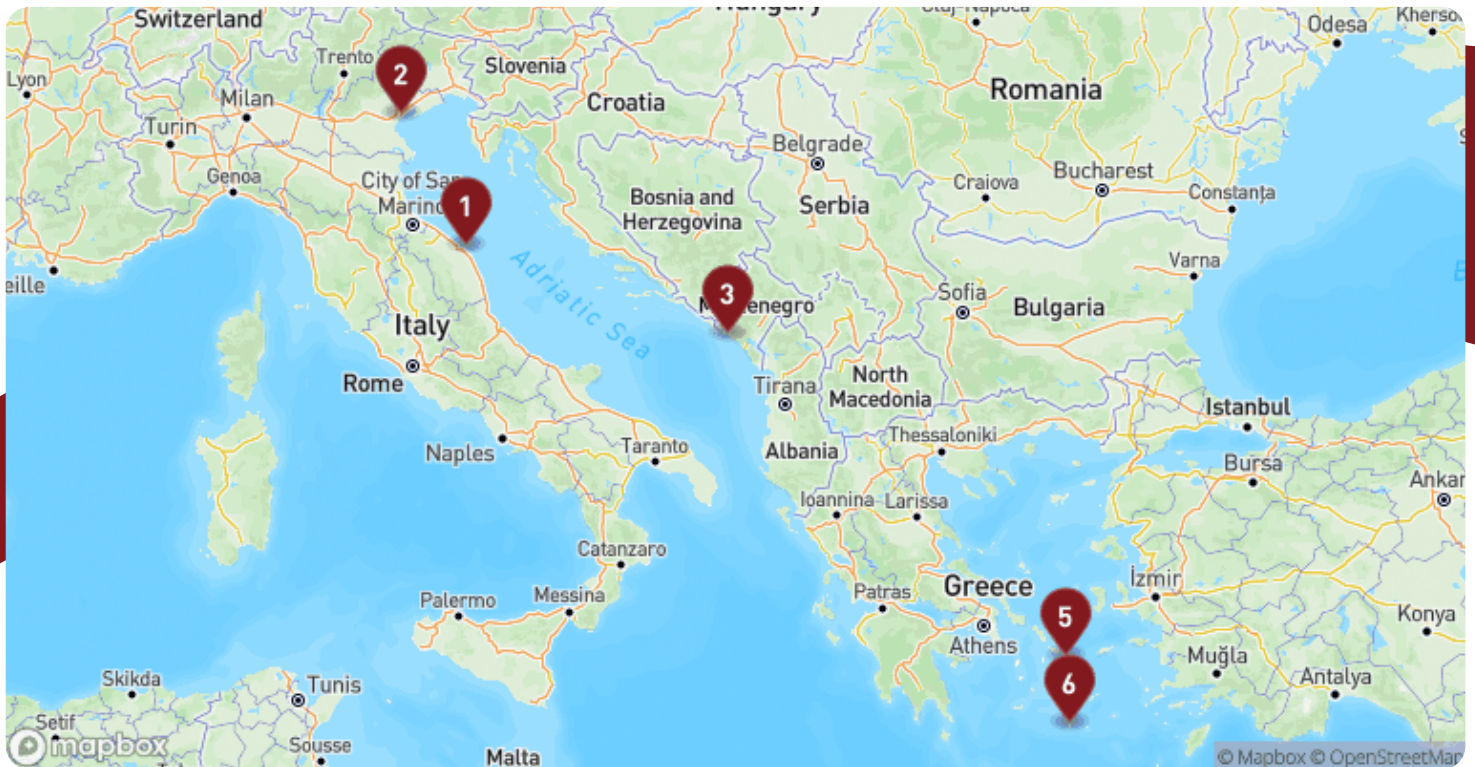 Switzerland
Hungary
Cluj-Napoca
Odesa
Kherso
Lyon
Trento
2
Slovenia
Milan
Croatia
Romania
Turin
Belgrade
Genoa
City of San
Marino
1
Bosnia and
Herzegovina
Serbia
Craiova
Bucharest
Constanța
eille
Adriatic Sea
3
Montenegro
Sofia
Bulgaria
Varna
B
Italy
Rome
Tirana
North
Macedonia
Istanbul
Naples
Taranto
Albania
Thessaloniki
Bursa
Ankar
Ioannina
Larissa
Catanzaro
Palermo
Messina
Patras
Greece
Athens
5
İzmir
Konya
6
Muğla
Antalya
Skikda
Tunis
Setif
Sousse
Malta
mapbox
© Mapbox © OpenStreetMap